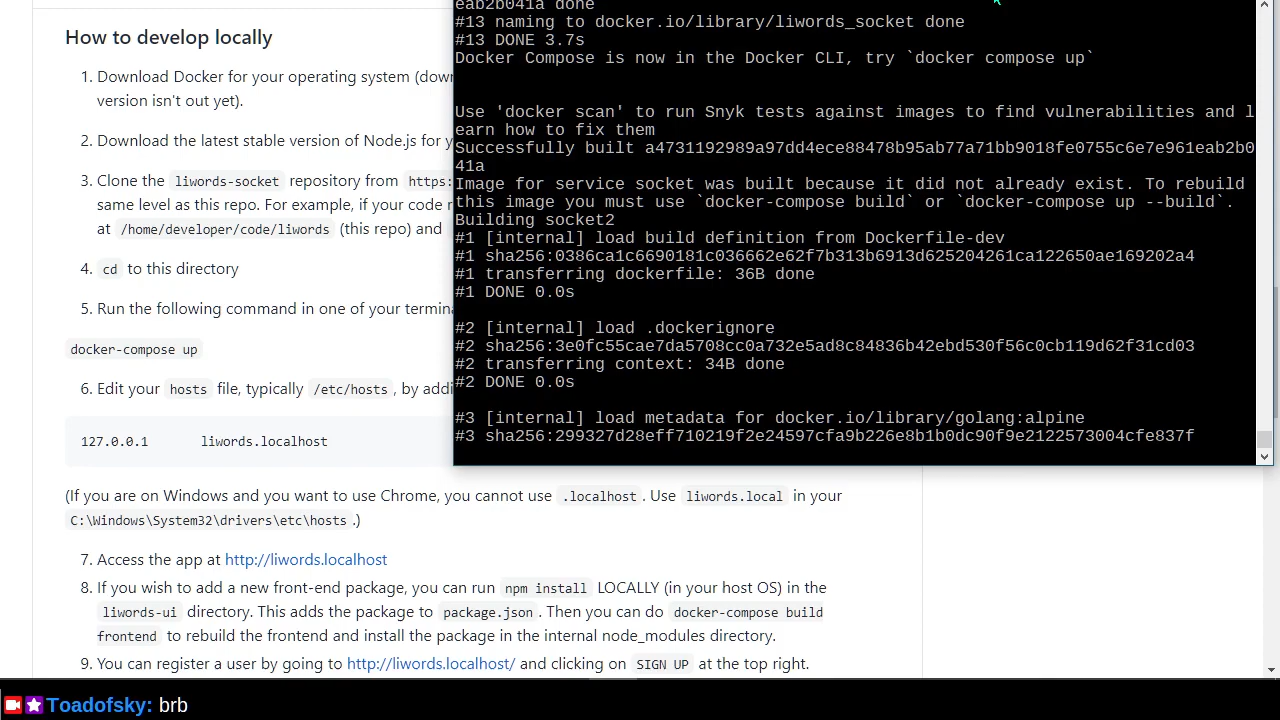 How to develop locally
1. Download Docker for your operating system (dow
version isn't out yet).
2. Download the latest stable version of Node.js for y
3. Clone the liwords-socket repository from https:
same level as this repo. For example, if your code r
at /home/developer/code/liwords (this repo) and
4. cd to this directory
5. Run the following command in one of your termina
docker-compose up
6. Edit your hosts file, typically /etc/hosts , by addi
127.0.0.1 liwords.localhost
(If you are on Windows and you want to use Chrome, you cannot use .localhost . Use liwords.local in your
C:\Windows\System32\drivers\etc\hosts .)
7. Access the app at http://liwords.localhost
8. If you wish to add a new front-end package, you can run npm install LOCALLY (in your host OS) in the
liwords-ui directory. This adds the package to package.json . Then you can do docker-compose build
frontend to rebuild the frontend and install the package in the internal node_modules directory.
9. You can register a user by going to http://liwords.localhost/ and clicking on SIGN UP at the top right.
eab2b041a done
#13 naming to docker.io/library/liwords_socket done
#13 DONE 3.7s
Docker Compose is now in the Docker CLI, try `docker compose up`
Use 'docker scan' to run Snyk tests against images to find vulnerabilities and l
earn how to fix them
Successfully built a4731192989a97dd4ece88478b95ab77a71bb9018fe0755c6e7e961eab2b0
41a
Image for service socket was built because it did not already exist. To rebuild
this image you must use `docker-compose build` or `docker-compose up --build`.
Building socket2
#1 [internal] load build definition from Dockerfile-dev
#1 sha256:0386ca1c6690181c036662e62f7b313b6913d625204261ca122650ae169202a4
#1 transferring dockerfile: 36B done
#1 DONE 0.0s
#2 [internal] load .dockerignore
#2 sha256:3e0fc55cae7da5708cc0a732e5ad8c84836b42ebd530f56c0cb119d62f31cd03
#2 transferring context: 34B done
#2 DONE 0.0s
#3 [internal] load metadata for docker.io/library/golang:alpine
#3 sha256:299327d28eff710219f2e24597cfa9b226e8b1b0dc90f9e2122573004cfe837f
Toadofsky: brb